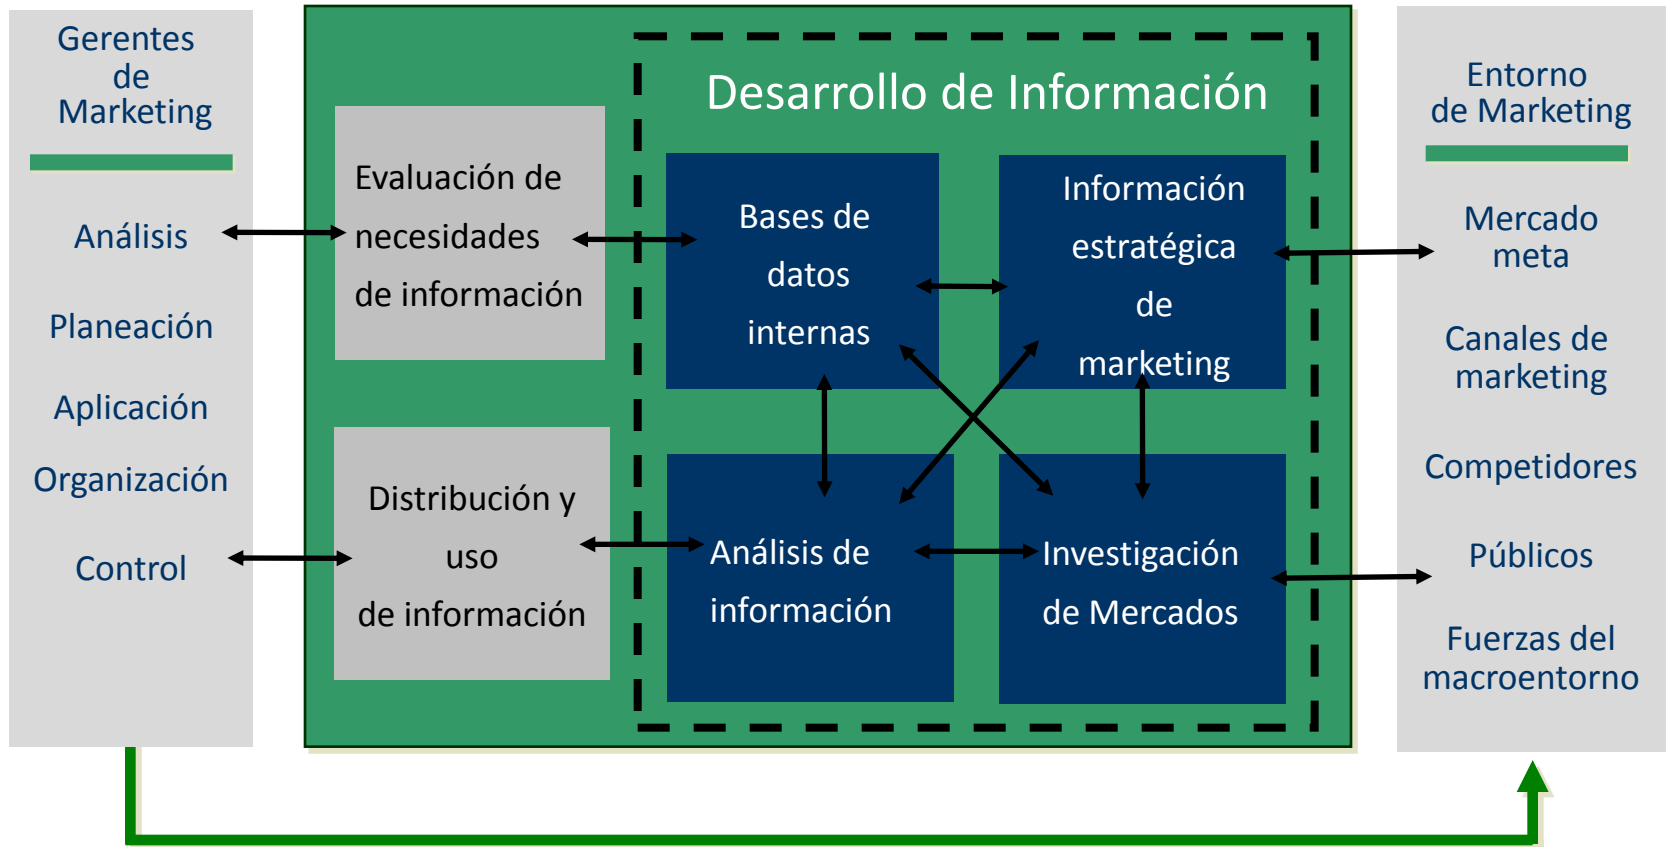 Gerentes
de
Marketing
Análisis
Planeación
Aplicación
Organización
Control
Evaluación de
necesidades
de información
Distribución y
uso
de información
Desarrollo de Información
Bases de
datos
internas
Información
estratégica
de
marketing
Análisis de
información
Investigación
de Mercados
Entorno
de Marketing
Mercado
meta
Canales de
marketing
Competidores
Públicos
Fuerzas del
macroentorno